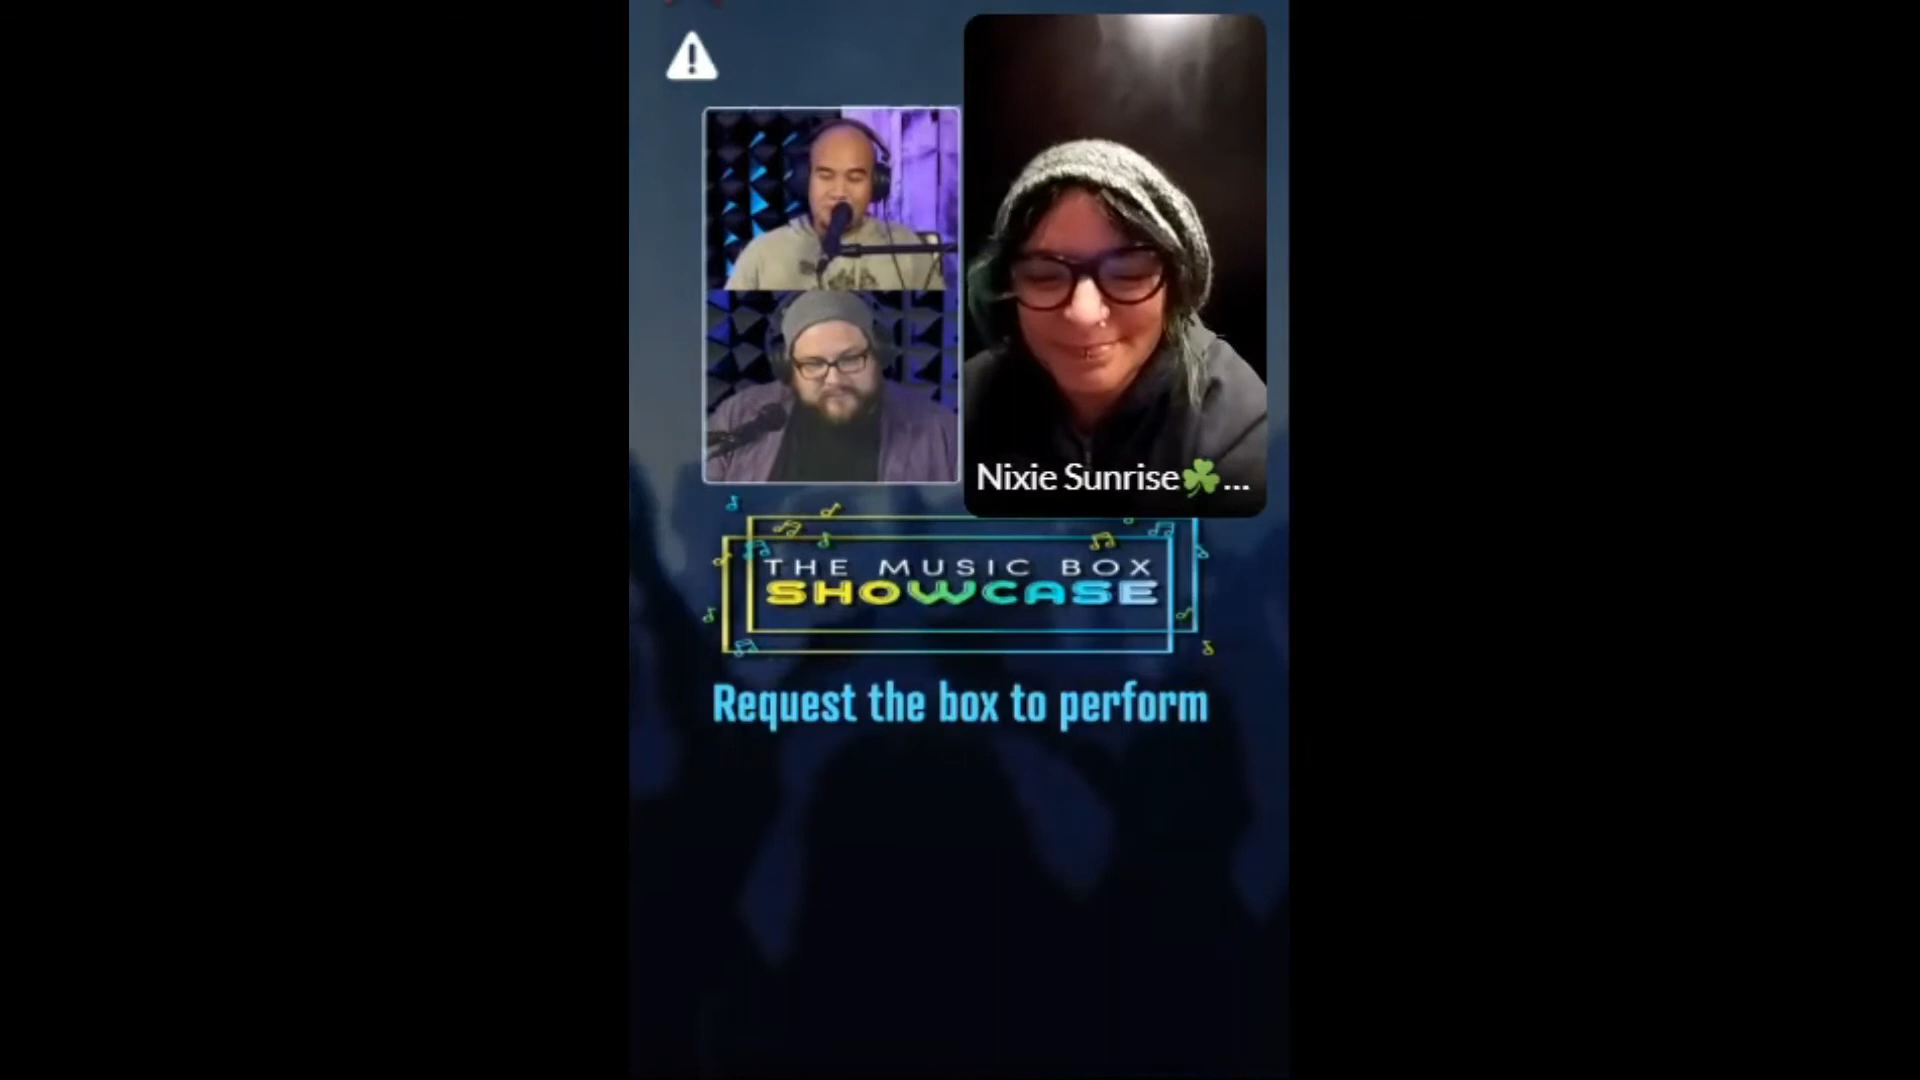 Nixie Sunrise☘️...
THE MUSIC BOX
SHOWCASE
Request the box to perform